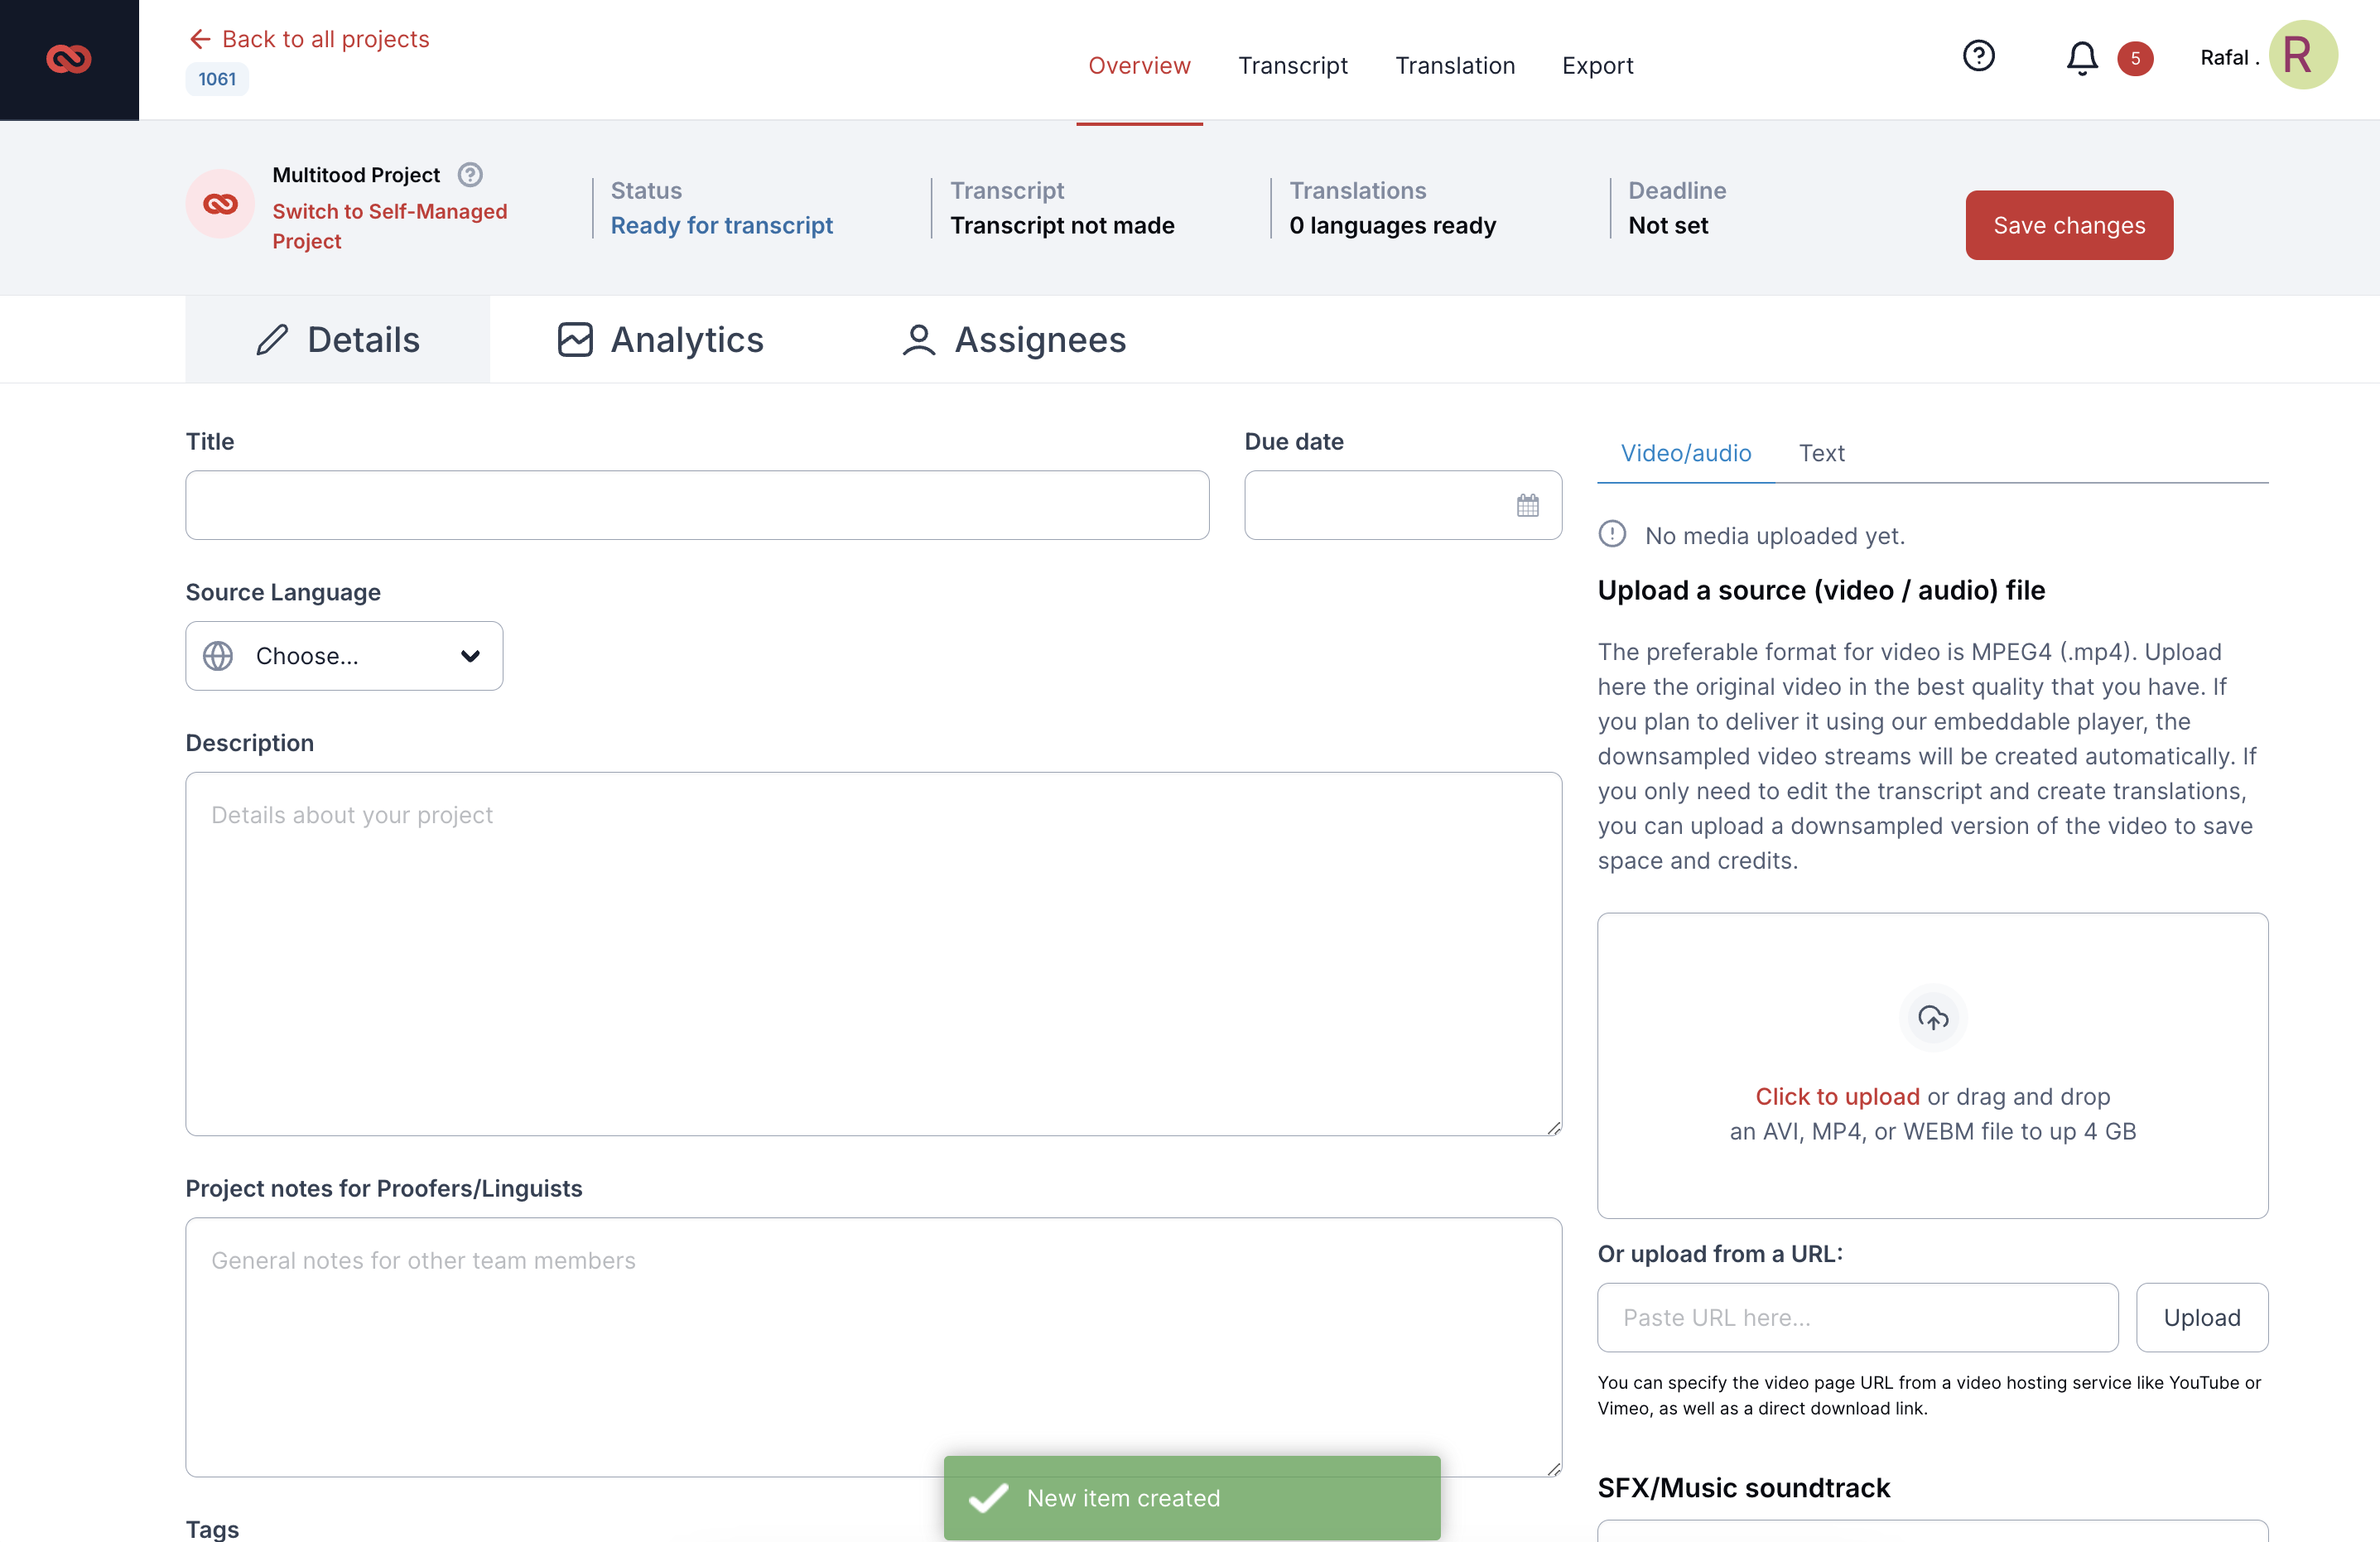 Back to all projects
1061
Overview
Transcript
Translation
Export
5
Rafal .
R
Multitood Project
Switch to Self-Managed
Project
Status
Ready for transcript
Transcript
Transcript not made
Translations
0 languages ready
Deadline
Not set
Save changes
Details
Analytics
Assignees
Title
Due date
Source Language
Choose...
Description
Details about your project
Project notes for Proofers/Linguists
General notes for other team members
Tags
Video/audio
Text
No media uploaded yet.
Upload a source (video / audio) file
The preferable format for video is MPEG4 (.mp4). Upload
here the original video in the best quality that you have. If
you plan to deliver it using our embeddable player, the
downsampled video streams will be created automatically. If
you only need to edit the transcript and create translations,
you can upload a downsampled version of the video to save
space and credits.
Click to upload or drag and drop
an AVI, MP4, or WEBM file to up 4 GB
Or upload from a URL:
Paste URL here...
Upload
You can specify the video page URL from a video hosting service like YouTube or
Vimeo, as well as a direct download link.
SFX/Music soundtrack
New item created